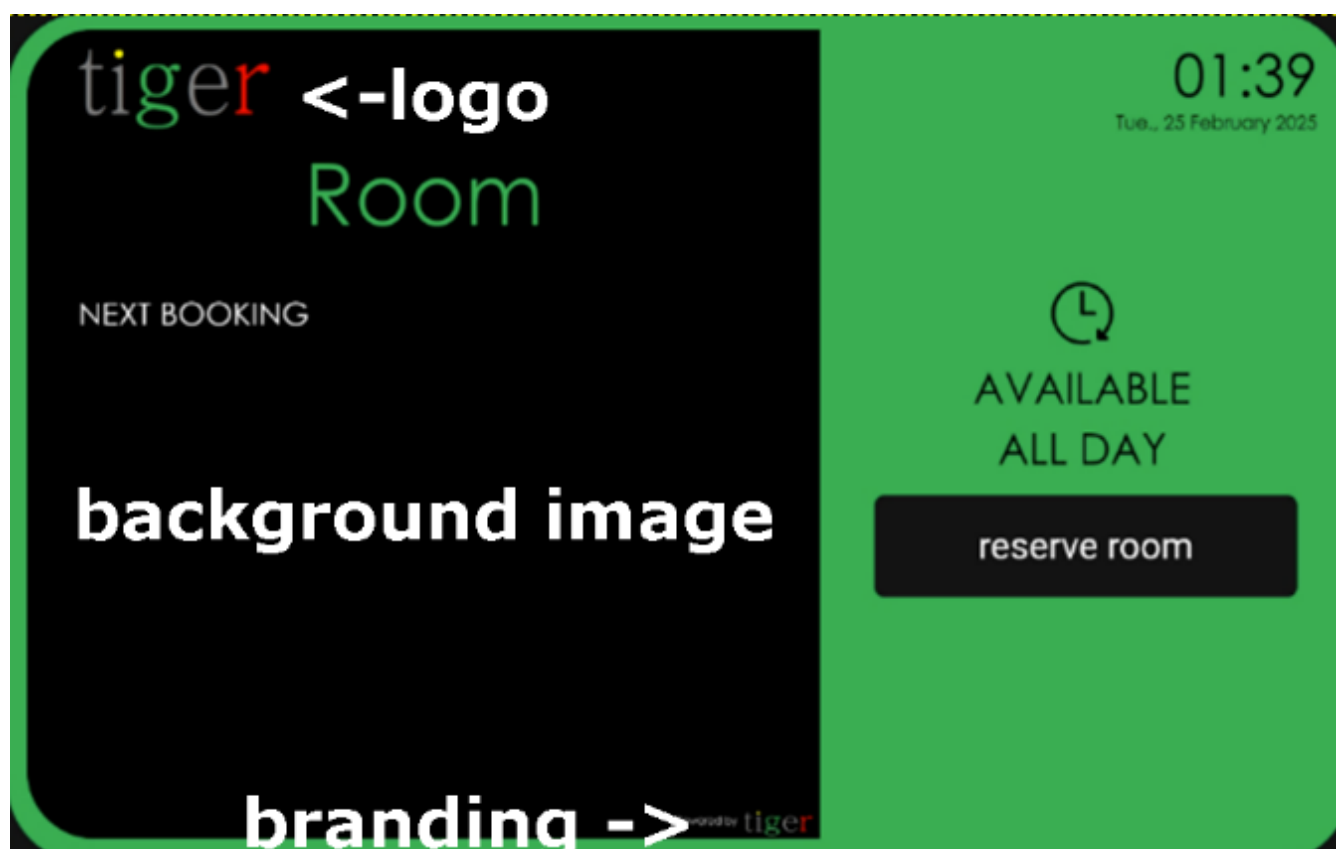 tiger <-logo
Room
NEXT BOOKING
background image
branding -> tiger
01:39
Tue., 25 February 2025
AVAILABLE
ALL DAY
reserve room